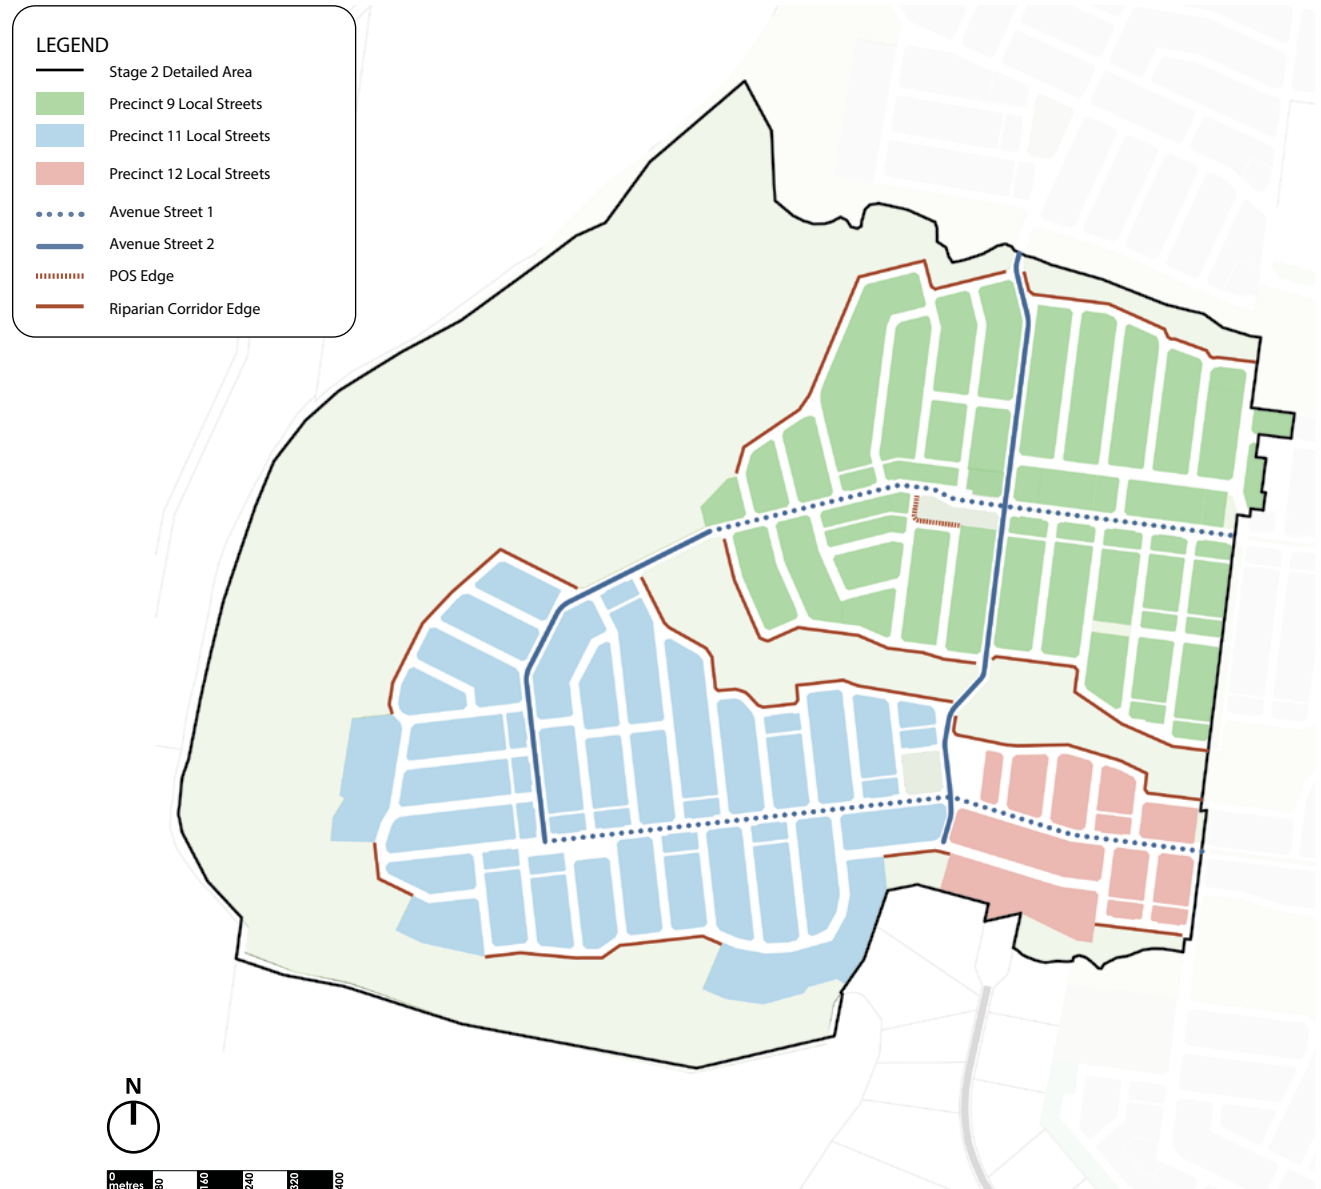 LEGEND
Stage 2 Detailed Area
Precinct 9 Local Streets
Precinct 11 Local Streets
Precinct 12 Local Streets
Avenue Street 1
Avenue Street 2
POS Edge
Riparian Corridor Edge
N
0 80 160 240 320 400
metres